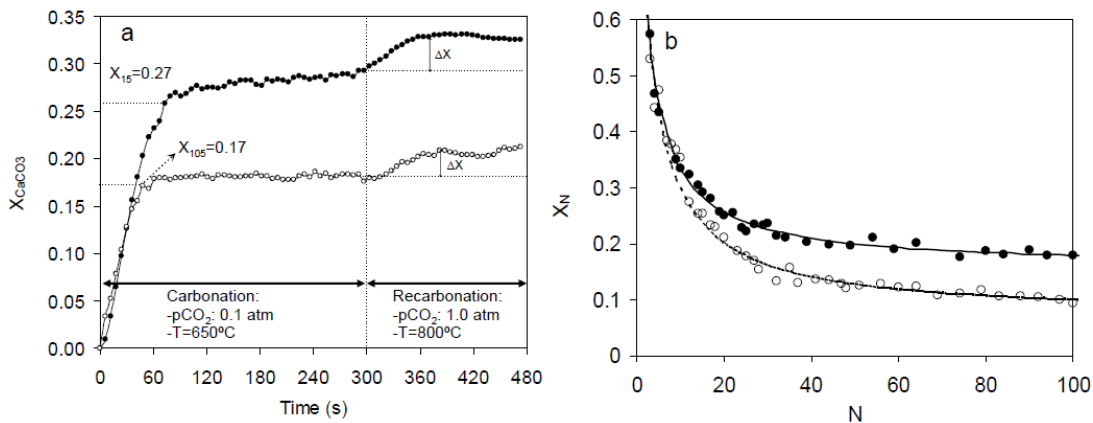 a
0.35
0.30
0.25
0.20
0.15
0.10
0.05
0.00
X_CaCO3
X15=0.27
X105=0.17
ΔX
ΔX
Carbonation:
-pCO2: 0.1 atm
-T=650ºC
Recarbonation:
-pCO2: 1.0 atm
-T=800ºC
0 60 120 180 240 300 360 420 480
Time (s)
b
0.6
0.5
0.4
0.3
0.2
0.1
0
X_N
0 20 40 60 80 100
N